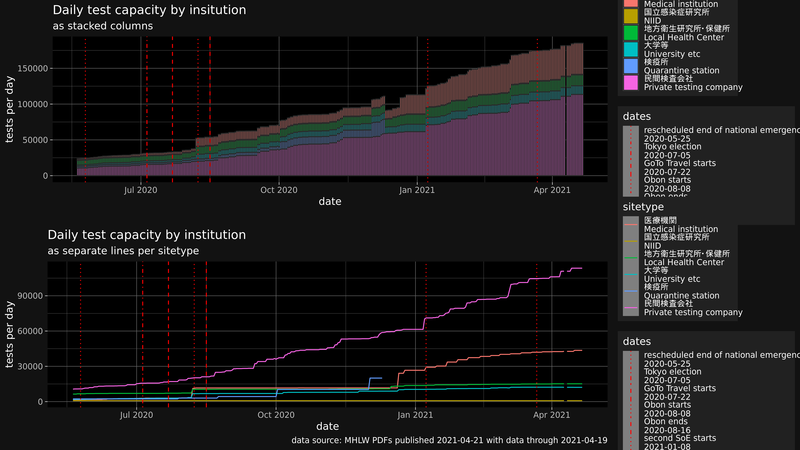 Daily test capacity by insitution
as stacked columns
tests per day
150000
100000
50000
0
Jul 2020
Oct 2020
Jan 2021
Apr 2021
date
Medical institution
国立感染症研究所
NIID
地方衛生研究所・保健所
Local Health Center
大学等
University etc
検疫所
Quarantine station
民間検査会社
Private testing company
dates
rescheduled end of national emergenc
2020-05-25
Tokyo election
2020-07-05
GoTo Travel starts
2020-07-22
Obon starts
2020-08-08
Obon ends
Daily test capacity by insitution
as separate lines per sitetype
tests per day
90000
60000
30000
0
Jul 2020
Oct 2020
Jan 2021
Apr 2021
date
data source: MHLW PDFs published 2021-04-21 with data through 2021-04-19
sitetype
医療機関
Medical institution
国立感染症研究所
NIID
地方衛生研究所・保健所
Local Health Center
大学等
University etc
検疫所
Quarantine station
民間検査会社
Private testing company
dates
rescheduled end of national emergenc
2020-05-25
Tokyo election
2020-07-05
GoTo Travel starts
2020-07-22
Obon starts
2020-08-08
Obon ends
2020-08-16
second SoE starts
2021-01-08